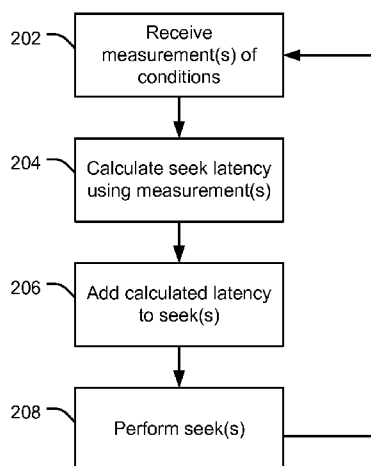 202
Receive
measurement(s) of
conditions
204
Calculate seek latency
using measurement(s)
206
Add calculated latency
to seek(s)
208
Perform seek(s)